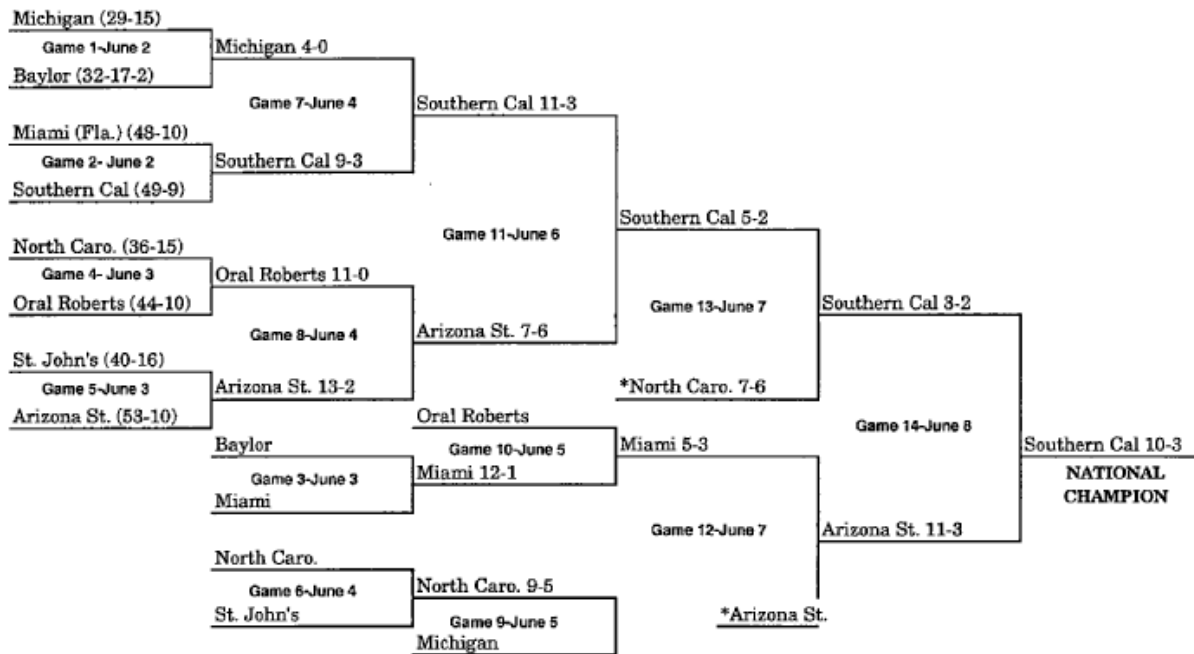 Michigan (29-15)
Game 1-June 2
Michigan 4-0
Baylor (32-17-2)
Game 7-June 4
Southern Cal 11-3
Miami (Fla.) (48-10)
Game 2- June 2
Southern Cal 9-3
Southern Cal (49-9)
Southern Cal 5-2
Game 11-June 6
North Caro. (36-15)
Game 4- June 3
Oral Roberts 11-0
Oral Roberts (44-10)
Game 13-June 7
Southern Cal 3-2
Game 8-June 4
Arizona St. 7-6
St. John's (40-16)
Game 5-June 3
Arizona St. 13-2
*North Caro. 7-6
Arizona St. (53-10)
Oral Roberts
Game 14-June 8
Baylor
Game 10-June 5
Miami 5-3
Southern Cal 10-3
Game 3-June 3
Miami 12-1
NATIONAL
CHAMPION
Miami
Game 12-June 7
Arizona St. 11-3
North Caro.
Game 6-June 4
North Caro. 9-5
St. John's
Game 9-June 5
*Arizona St.
Michigan